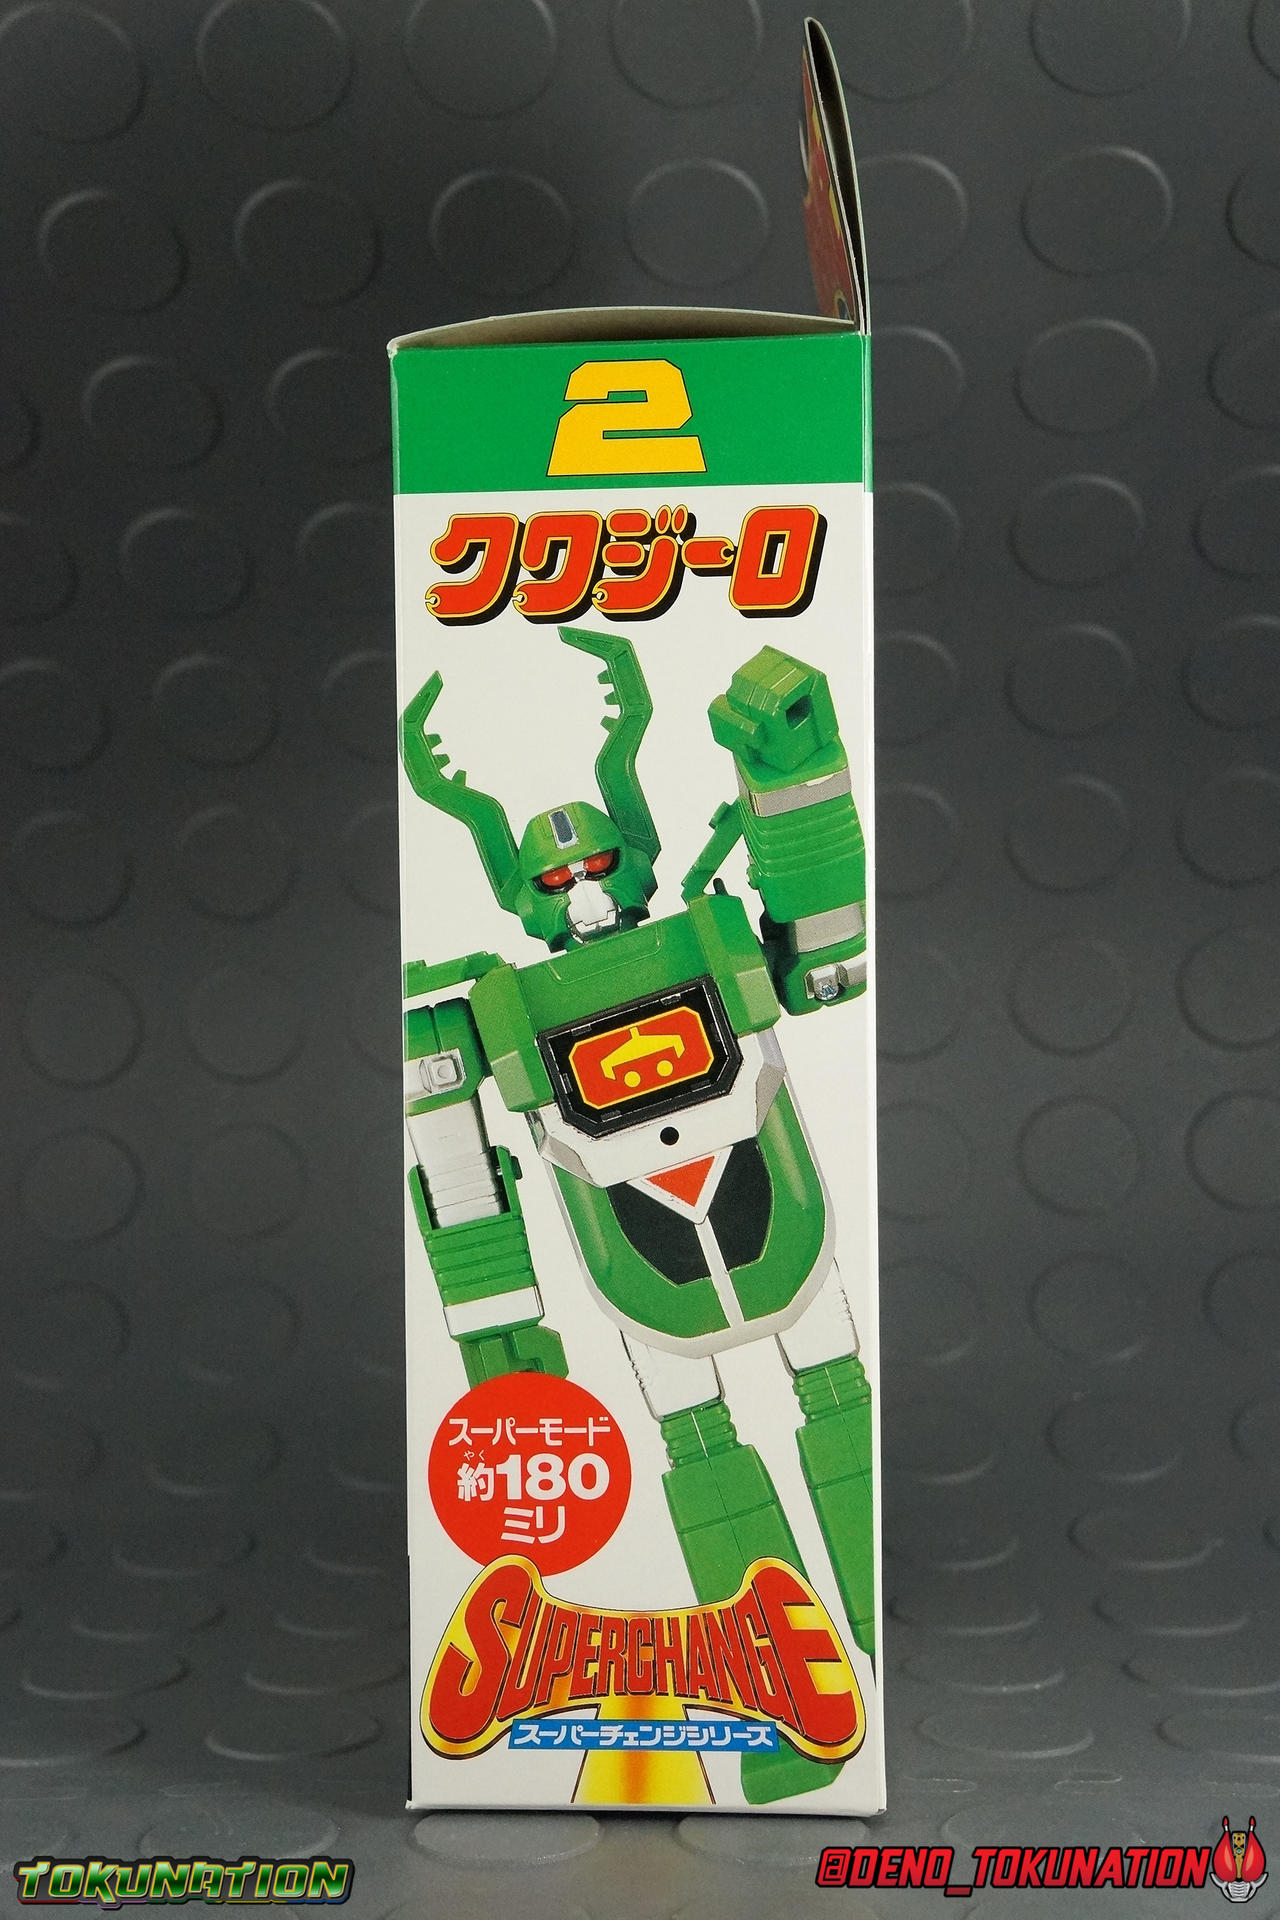 2
ククワジーロ
スーパーモード
やく
約180
ミリ
SUPERCHANGE
スーパーチェンジシリーズ
TOKUNATION
@DENO_TOKUNATION